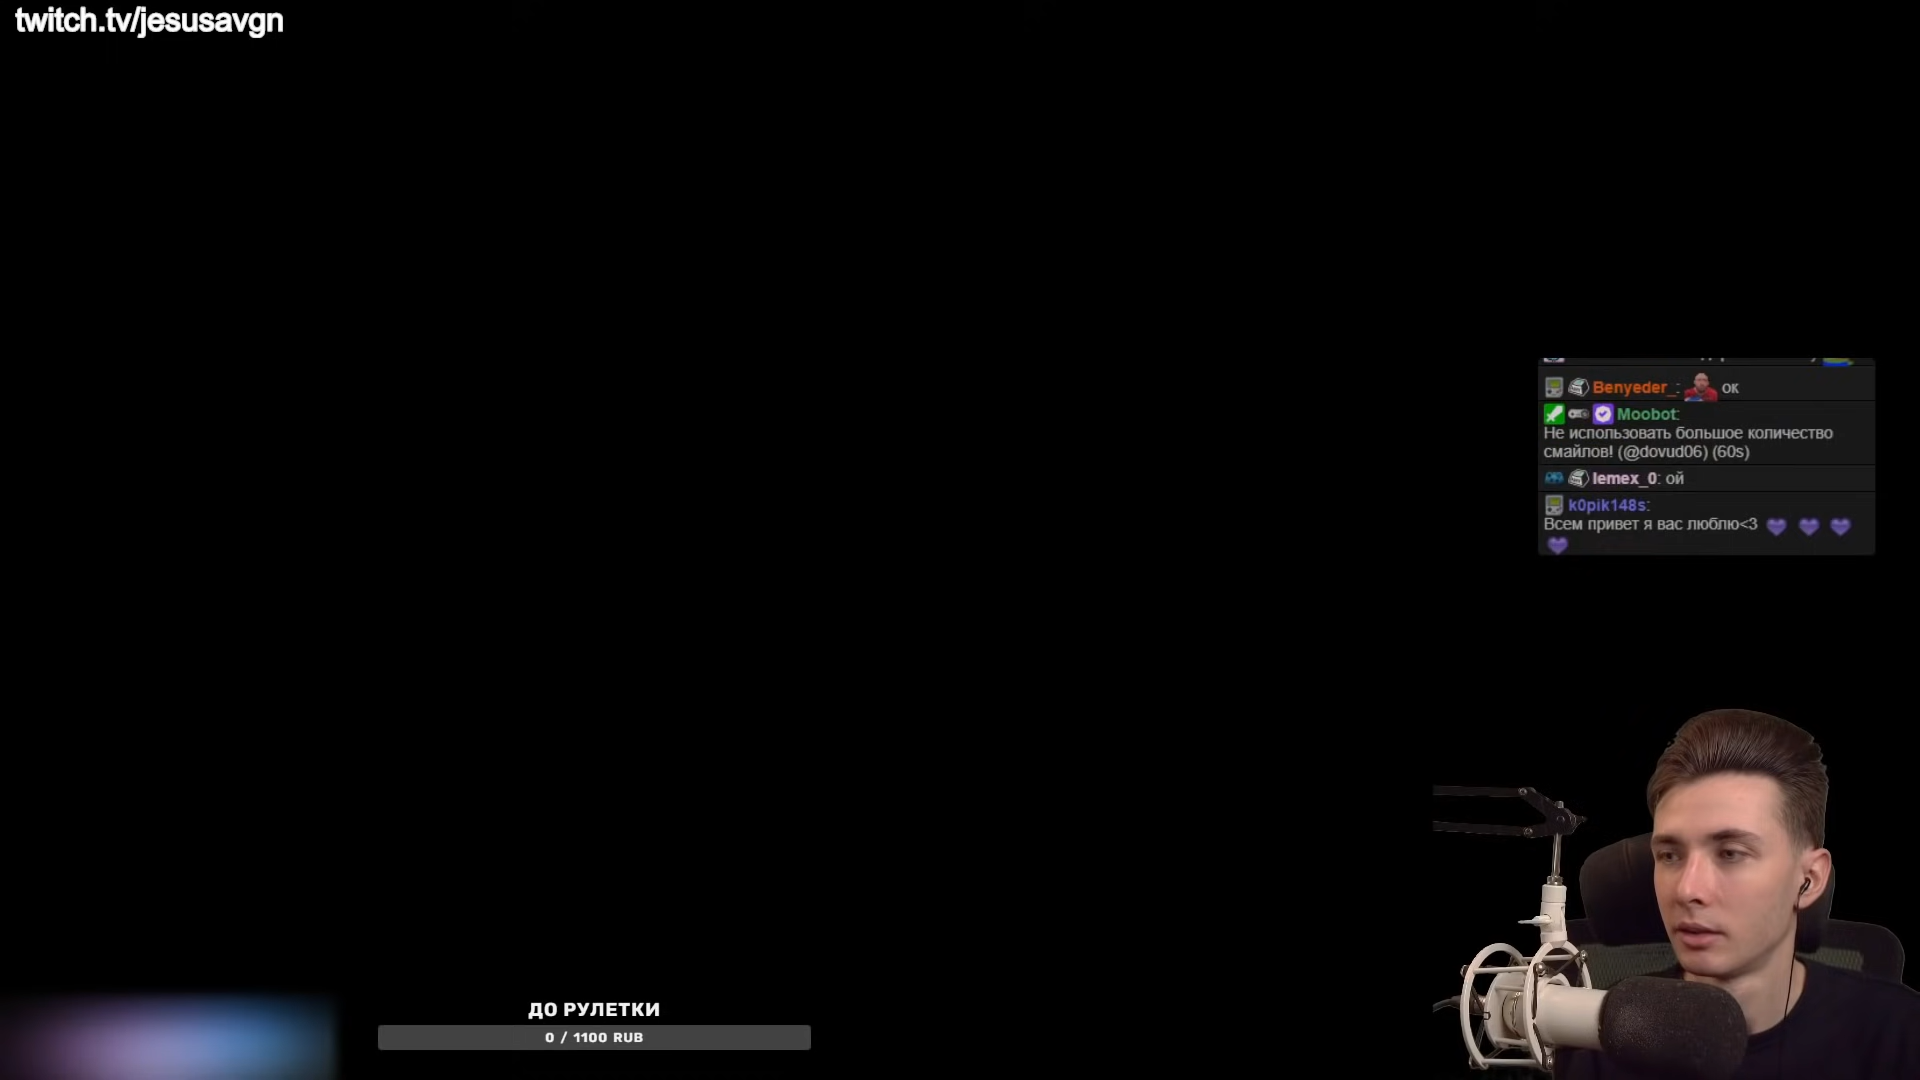 twitch.tv/jesusavgn
Benyeder_: ок
Moobot:
Не использовать большое количество
смайлов! (@dovud06) (60s)
lemex_0: ой
k0pik148s:
Всем привет я вас люблю<3
ДО РУЛЕТКИ
0 / 1100 RUB